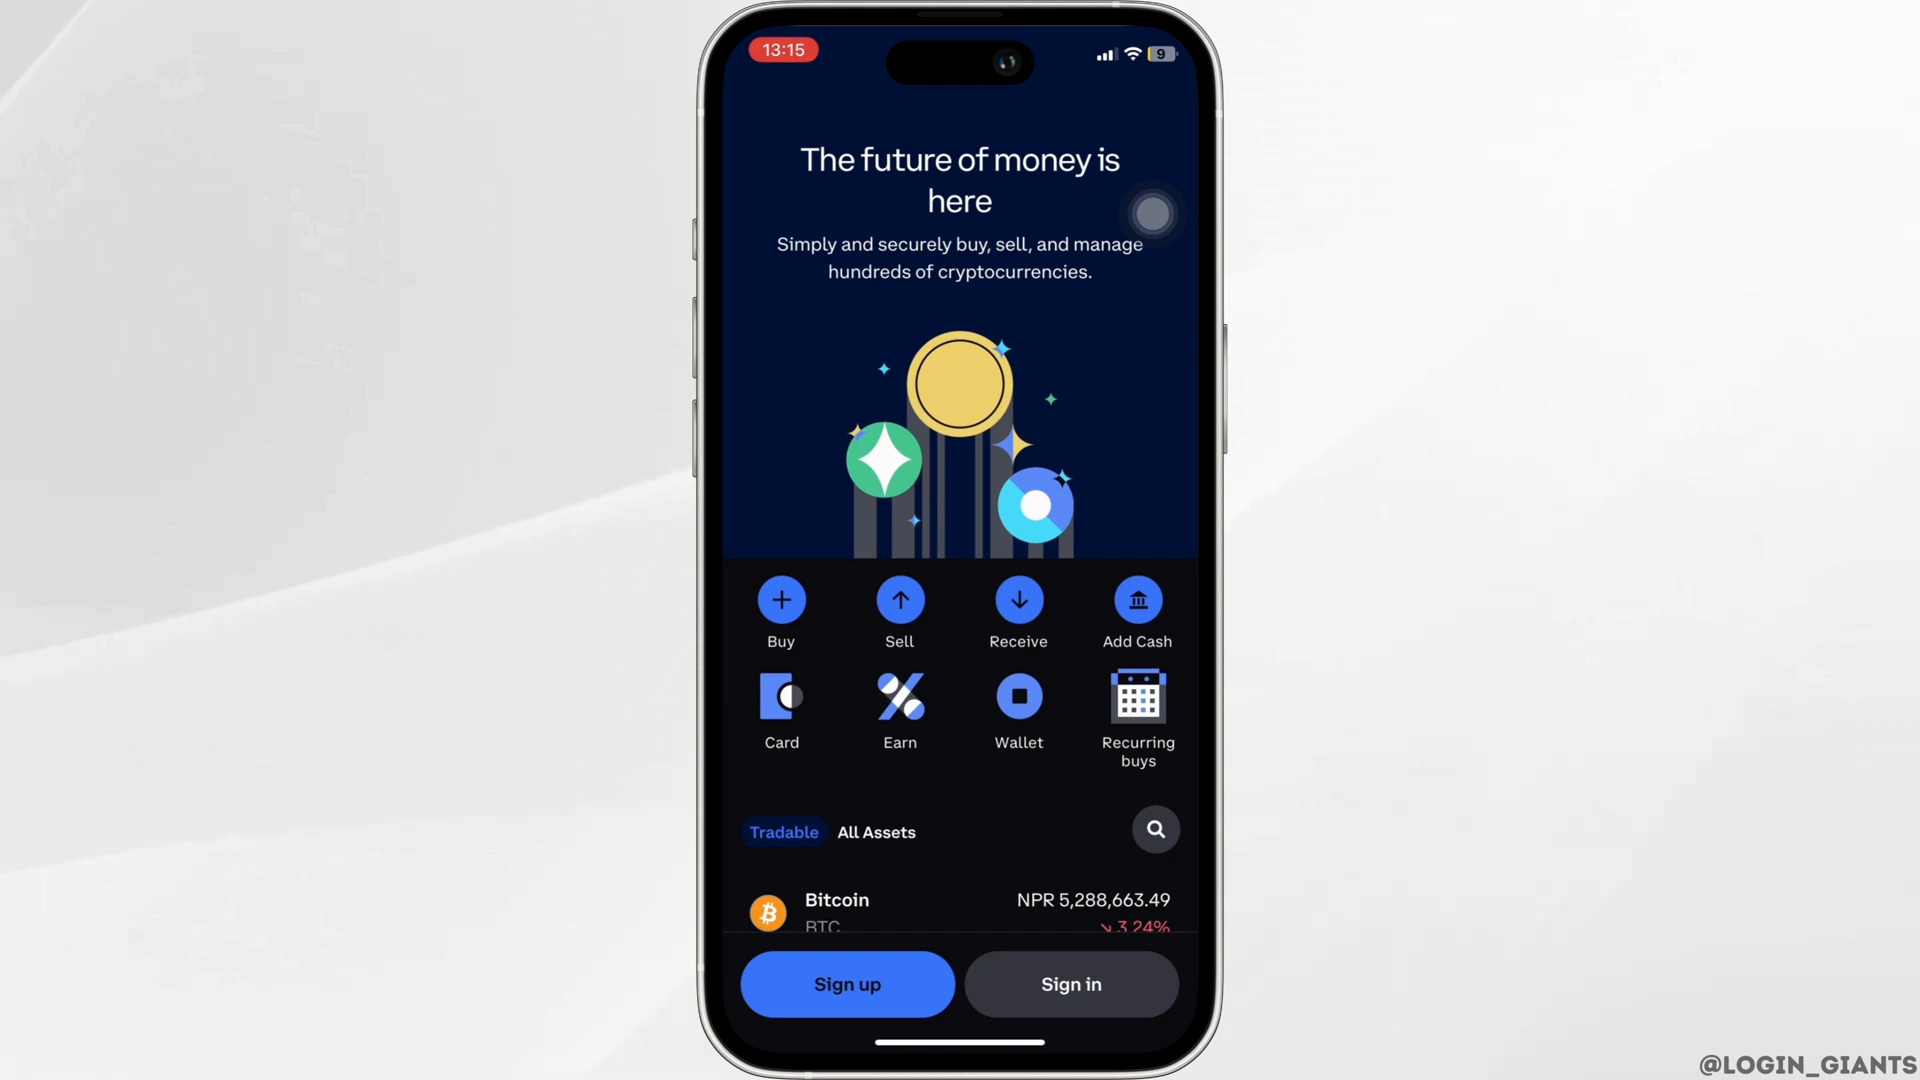 13:15
9
The future of money is
here
Simply and securely buy, sell, and manage
hundreds of cryptocurrencies.
Buy
Sell
Receive
Add Cash
Card
Earn
Wallet
Recurring
buys
Tradable
All Assets
Bitcoin
NPR 5,288,663.49
BTC
↘ 3.24%
Sign up
Sign in
@LOGIN_GIANTS